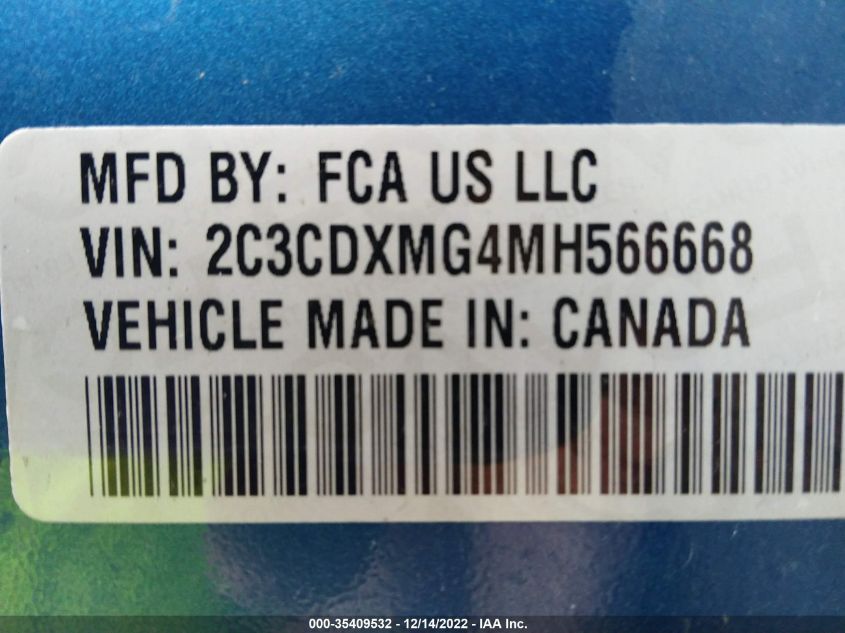 MFD BY: FCA US LLC
VIN: 2C3CDXMG4MH566668
VEHICLE MADE IN: CANADA
000-35409532 - 12/14/2022 - IAA Inc.